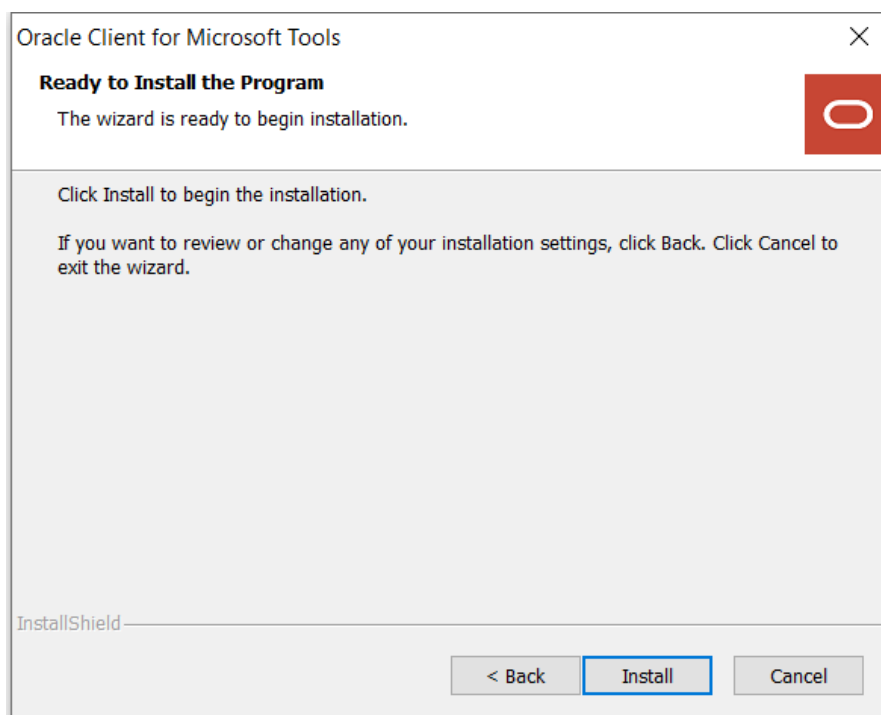 Oracle Client for Microsoft Tools
Ready to Install the Program
The wizard is ready to begin installation.
Click Install to begin the installation.
If you want to review or change any of your installation settings, click Back. Click Cancel to
exit the wizard.
InstallShield
< Back Install Cancel